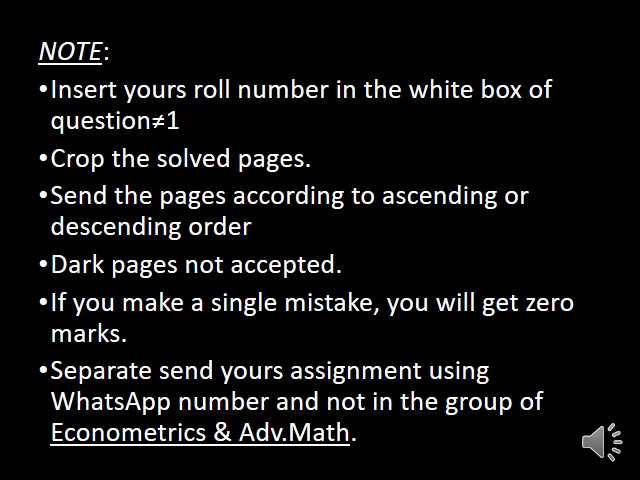 NOTE:
•Insert yours roll number in the white box of
question≠1
•Crop the solved pages.
•Send the pages according to ascending or
descending order
•Dark pages not accepted.
•If you make a single mistake, you will get zero
marks.
•Separate send yours assignment using
WhatsApp number and not in the group of
Econometrics & Adv.Math.